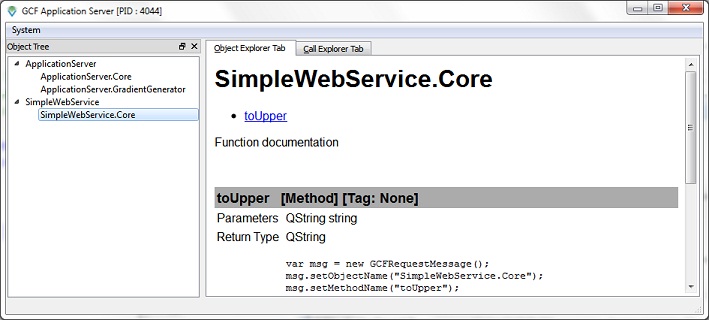 GCF Application Server [PID : 4044]
System
Object Tree
ApplicationServer
ApplicationServer.Core
ApplicationServer.GradientGenerator
SimpleWebService
SimpleWebService.Core
Object Explorer Tab
Call Explorer Tab
SimpleWebService.Core
toUpper
Function documentation
toUpper [Method] [Tag: None]
Parameters QString string
Return Type QString
var msg = new GCFRequestMessage();
msg.setObjectName("SimpleWebService.Core");
msg.setMethodName("toUpper");